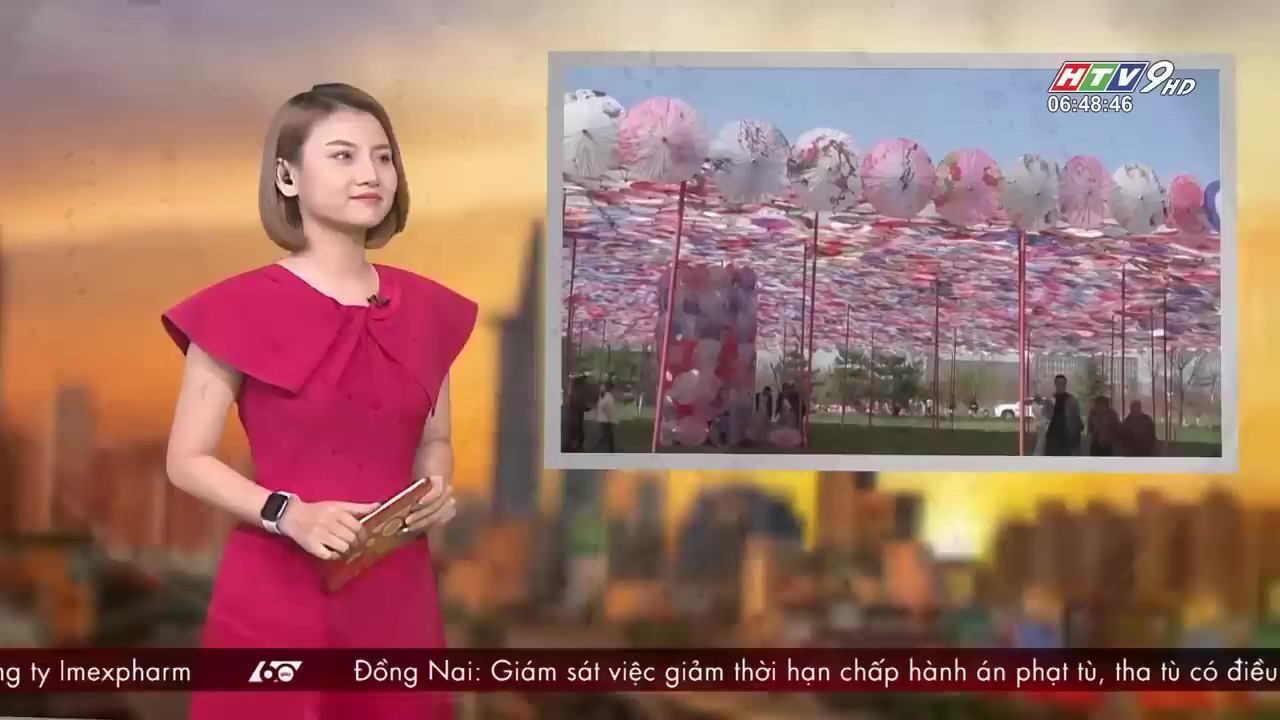 HTV9HD
06:48:46
ng ty Imexpharm 60 Đồng Nai: Giám sát việc giảm thời hạn chấp hành án phạt tù, tha tù có điều